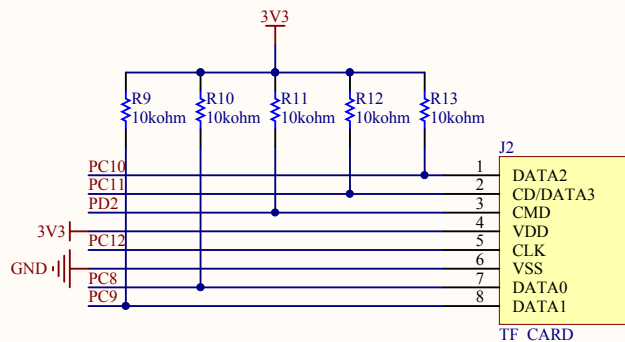 3V3
R9 R10 R11 R12 R13
10kohm 10kohm 10kohm 10kohm 10kohm
J2
PC10 1 DATA2
PC11 2 CD/DATA3
PD2 3 CMD
3V3 4 VDD
PC12 5 CLK
GND 6 VSS
PC8 7 DATA0
PC9 8 DATA1
TF CARD